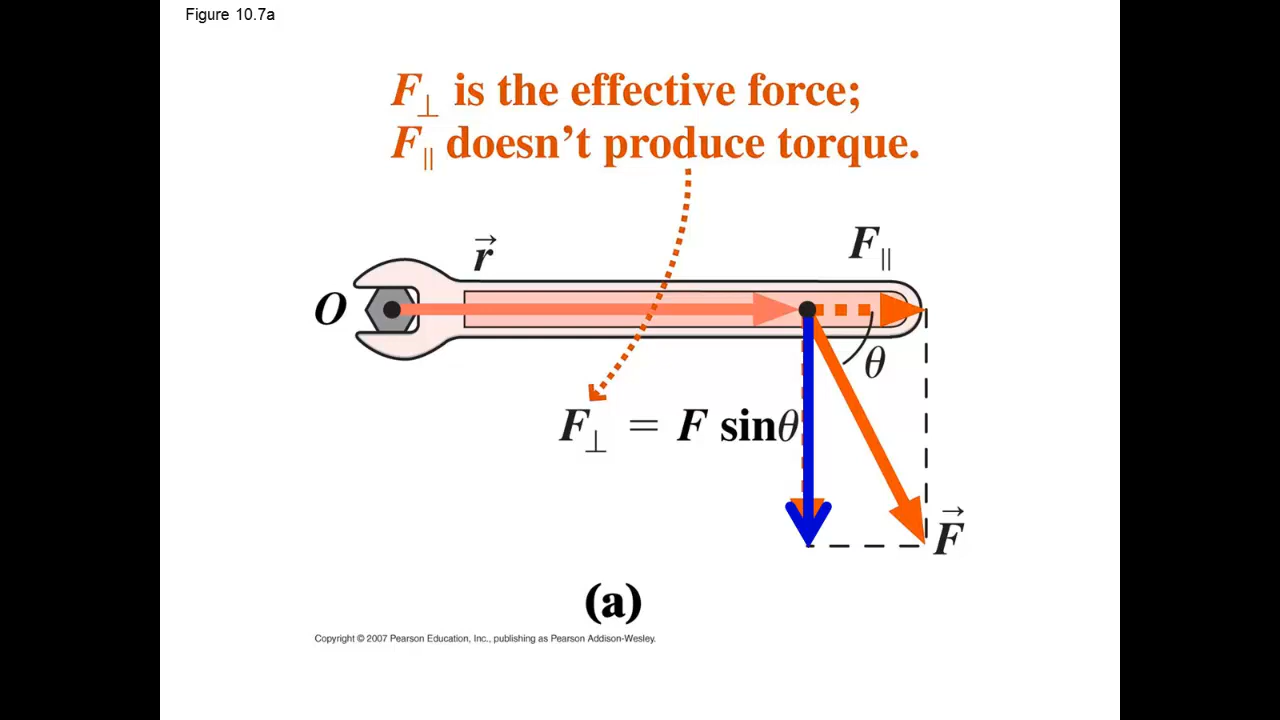 Figure 10.7a
F⊥ is the effective force;
F∥ doesn’t produce torque.
r⃗
F∥
O
θ
F⊥ = F sinθ
F⃗
(a)
Copyright © 2007 Pearson Education, Inc., publishing as Pearson Addison-Wesley.